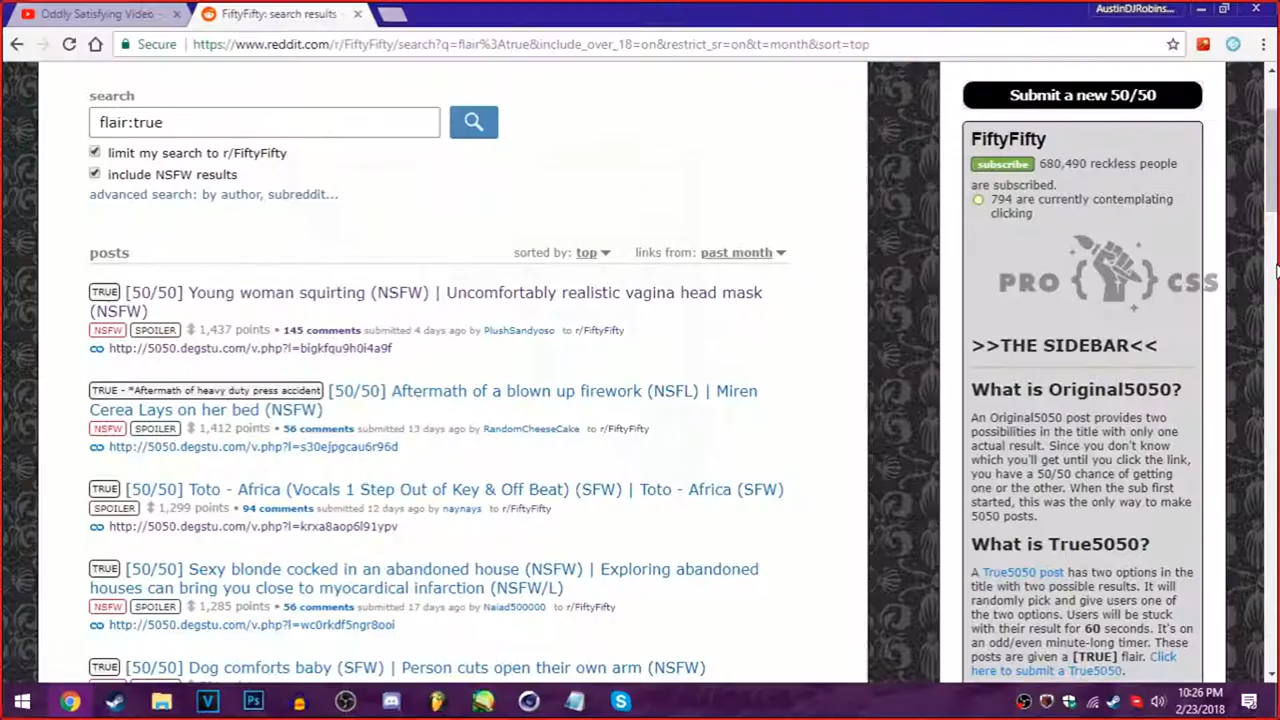 Oddly Satisfying Video
FiftyFifty: search results
AustinDJRobins...
Secure
https://www.reddit.com/r/FiftyFifty/search?q=flair%3Atrue&include_over_18=on&restrict_sr=on&t=month&sort=top
search
flair:true
limit my search to r/FiftyFifty
include NSFW results
advanced search: by author, subreddit...
posts
sorted by: top
links from: past month
TRUE [50/50] Young woman squirting (NSFW) | Uncomfortably realistic vagina head mask
(NSFW)
NSFW SPOILER 1,437 points • 145 comments submitted 4 days ago by PlushSandyoso to r/FiftyFifty
http://5050.degstu.com/v.php?l=bigkfqu9h0i4a9f
TRUE - *Aftermath of heavy duty press accident [50/50] Aftermath of a blown up firework (NSFL) | Miren
Cerea Lays on her bed (NSFW)
NSFW SPOILER 1,412 points • 56 comments submitted 13 days ago by RandomCheeseCake to r/FiftyFifty
http://5050.degstu.com/v.php?l=s30ejpgcau6r96d
TRUE [50/50] Toto - Africa (Vocals 1 Step Out of Key & Off Beat) (SFW) | Toto - Africa (SFW)
SPOILER 1,299 points • 94 comments submitted 12 days ago by naynays to r/FiftyFifty
http://5050.degstu.com/v.php?l=krxa8aop6l91ypv
TRUE [50/50] Sexy blonde cocked in an abandoned house (NSFW) | Exploring abandoned
houses can bring you close to myocardical infarction (NSFW/L)
NSFW SPOILER 1,285 points • 56 comments submitted 17 days ago by Naiad500000 to r/FiftyFifty
http://5050.degstu.com/v.php?l=wc0rkdf5ngr8ooi
TRUE [50/50] Dog comforts baby (SFW) | Person cuts open their own arm (NSFW)
Submit a new 50/50
FiftyFifty
subscribe 680,490 reckless people
are subscribed.
794 are currently contemplating
clicking
PRO { } CSS
>>THE SIDEBAR<<
What is Original5050?
An Original5050 post provides two
possibilities in the title with only one
actual result. Since you don't know
which you'll get until you click the link,
you have a 50/50 chance of getting
one or the other. When the sub first
started, this was the only way to make
5050 posts.
What is True5050?
A True5050 post has two options in the
title with two possible results. It will
randomly pick and give users one of
the two options. Users will be stuck
with their result for 60 seconds. It's on
an odd/even minute-long timer. These
posts are given a [TRUE] flair. Click
here to submit a True5050.
10:26 PM
2/23/2018